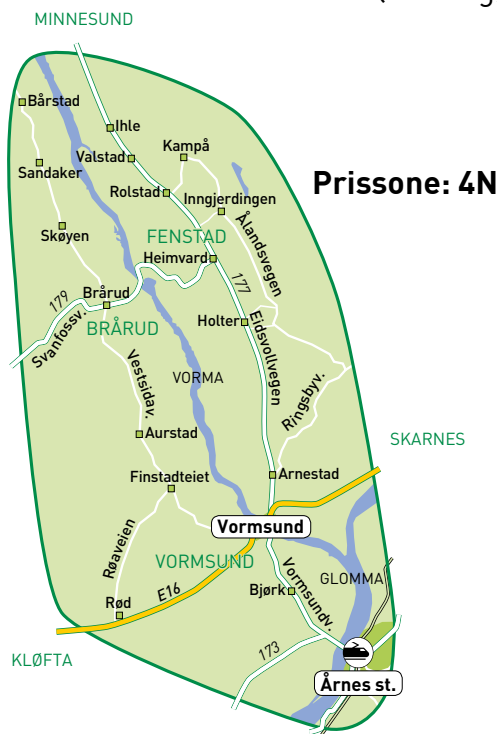 MINNESUND
Bårstad
Ihle
Kampå
Valstad
Sandaker
Prissone: 4N
Rolstad
Inngjerdingen
Ålandsvegen
Skøyen
FENSTAD
Heimvard
177
179
Brårud
Svanfossv.
BRÅRUD
Holter
Eidsvollvegen
Vestsidav.
VORMA
Ringsbyv.
Aurstad
SKARNES
Finstadteiet
Arnestad
Vormsund
Røaveien
VORMSUND
E16
Vormsundv.
GLOMMA
Bjørk
Rød
173
KLØFTA
Årnes st.